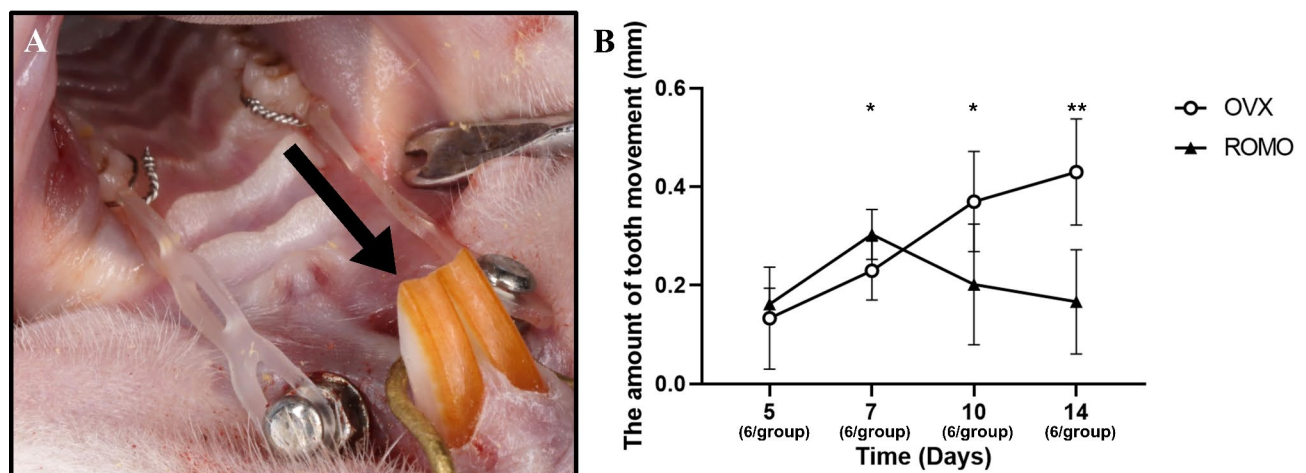 A
B
The amount of tooth movement (mm)
0.6
0.4
0.2
0.0
* * **
OVX
ROMO
5 7 10 14
(6/group) (6/group) (6/group) (6/group)
Time (Days)